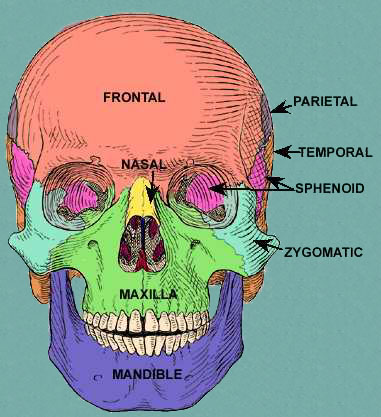 FRONTAL
PARIETAL
TEMPORAL
NASAL
SPHENOID
ZYGOMATIC
MAXILLA
MANDIBLE